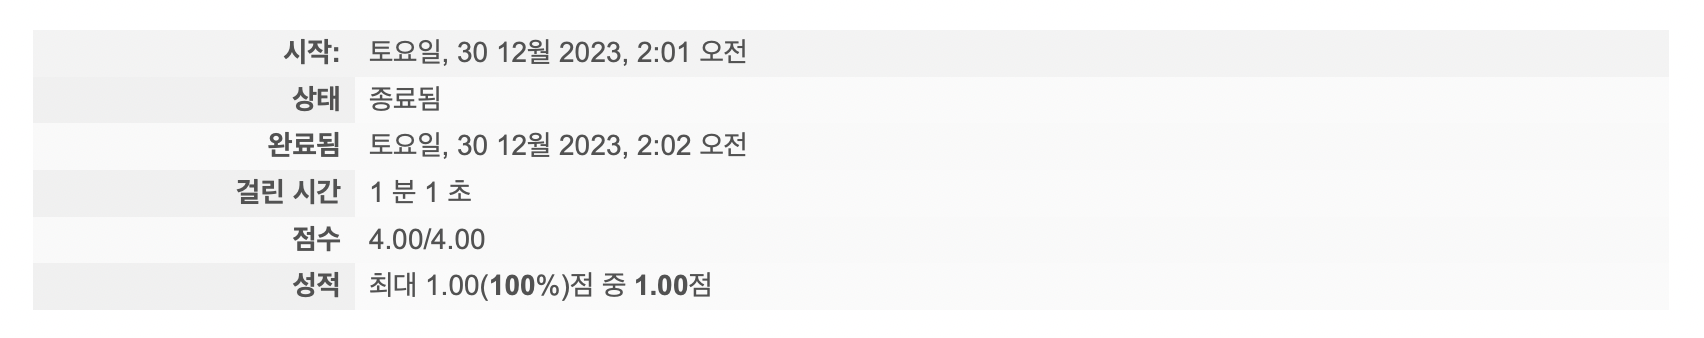 시작: 토요일, 30 12월 2023, 2:01 오전
상태 종료됨
완료됨 토요일, 30 12월 2023, 2:02 오전
걸린 시간 1 분 1 초
점수 4.00/4.00
성적 최대 1.00(100%)점 중 1.00점